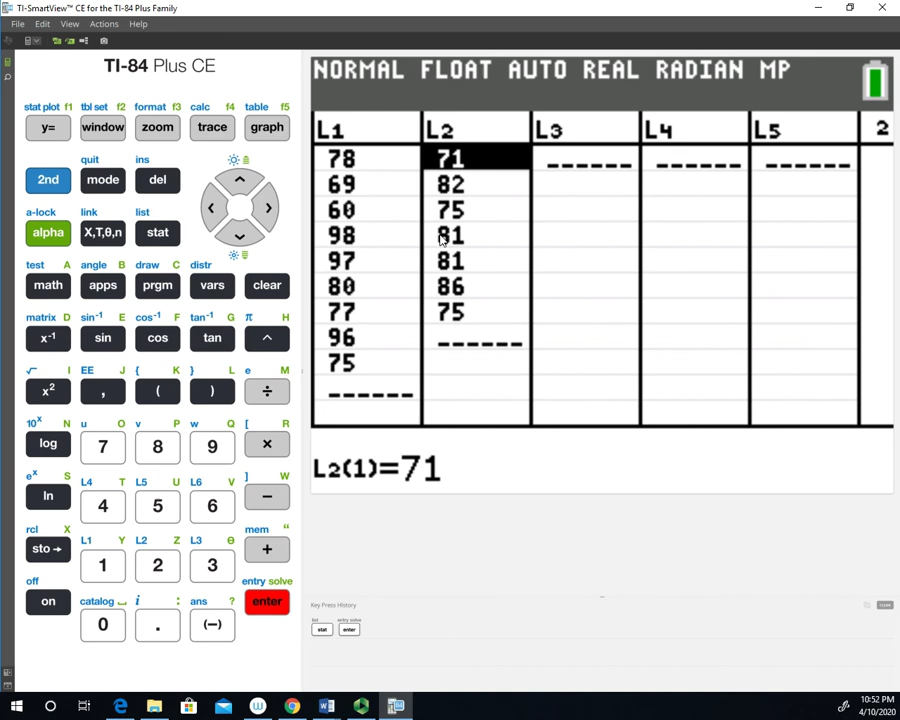 TI-SmartView™ CE for the TI-84 Plus Family
File Edit View Actions Help
TI-84 Plus CE
stat plot f1 tbl set f2 format f3 calc f4 table f5
y= window zoom trace graph
quit ins
2nd mode del
a-lock link list
alpha X,T,θ,n stat
test A angle B draw C distr
math apps prgm vars clear
matrix D sin⁻¹ E cos⁻¹ F tan⁻¹ G π H
x⁻¹ sin cos tan ^
√ I EE J { K } L e M
x² , ( ) ÷
10ˣ N u O v P w Q [ R
log 7 8 9 ×
eˣ S L4 T L5 U L6 V ] W
ln 4 5 6 −
rcl X L1 Y L2 Z L3 θ mem “
sto→ 1 2 3 +
off catalog i : ans ? entry solve
on 0 . (−) enter
NORMAL FLOAT AUTO REAL RADIAN MP
L1 L2 L3 L4 L5 2
78 71 ------ ------ ------
69 82
60 75
98 81
97 81
80 86
77 75
96 ------
75
------
L2(1)=71
Key Press History
CLEAR
list entry solve
stat enter
10:52 PM
4/10/2020